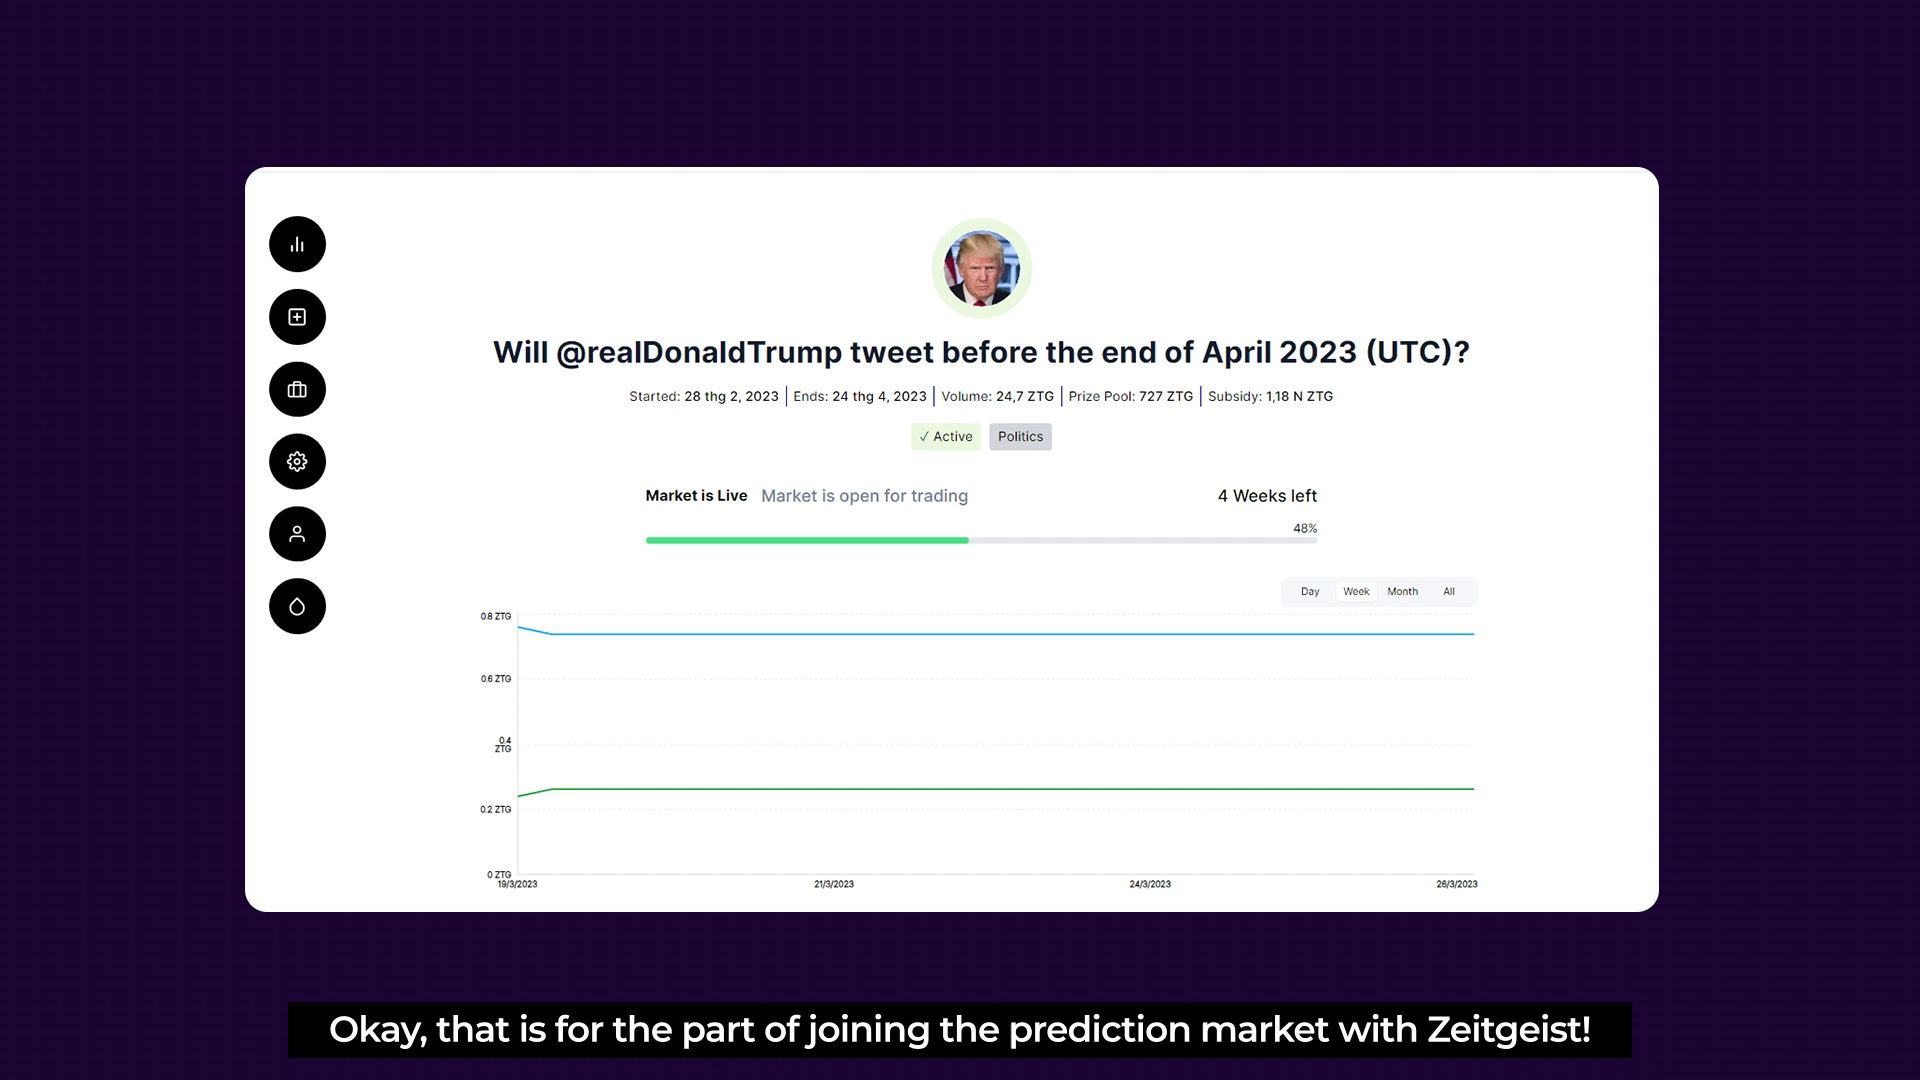 Will @realDonaldTrump tweet before the end of April 2023 (UTC)?
Started: 28 thg 2, 2023 Ends: 24 thg 4, 2023 Volume: 24,7 ZTG Prize Pool: 727 ZTG Subsidy: 1,18 N ZTG
✓ Active Politics
Market is Live Market is open for trading 4 Weeks left
48%
Day Week Month All
0.8 ZTG
0.6 ZTG
0.4
ZTG
0.2 ZTG
0 ZTG
19/3/2023 21/3/2023 24/3/2023 26/3/2023
Okay, that is for the part of joining the prediction market with Zeitgeist!